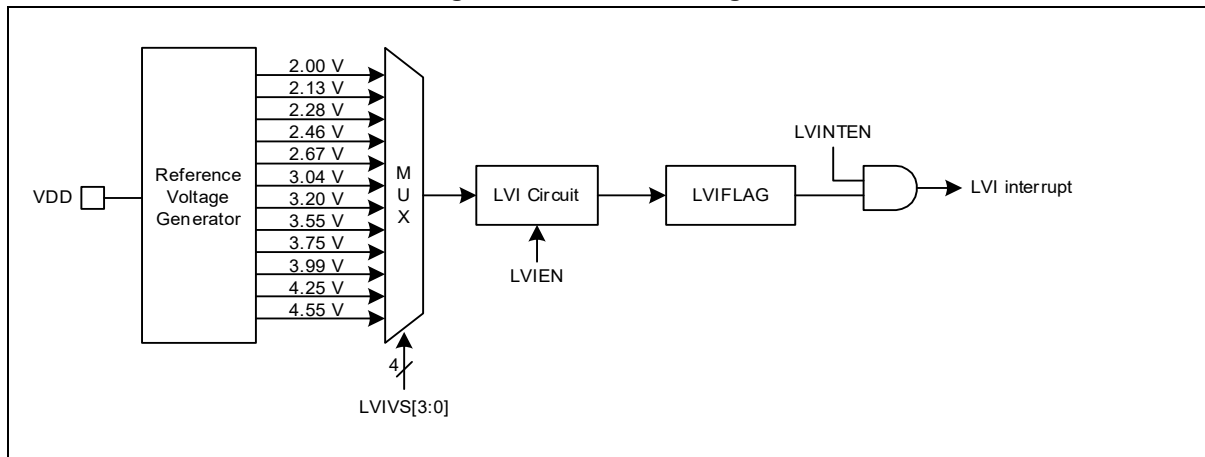 2.00 V
2.13 V
2.28 V
2.46 V
2.67 V
3.04 V
3.20 V
3.55 V
3.75 V
3.99 V
4.25 V
4.55 V
VDD
Reference
Voltage
Generator
M
U
X
LVI Circuit
LVIEN
LVIFLAG
LVINTEN
LVI interrupt
4
LVIVS[3:0]